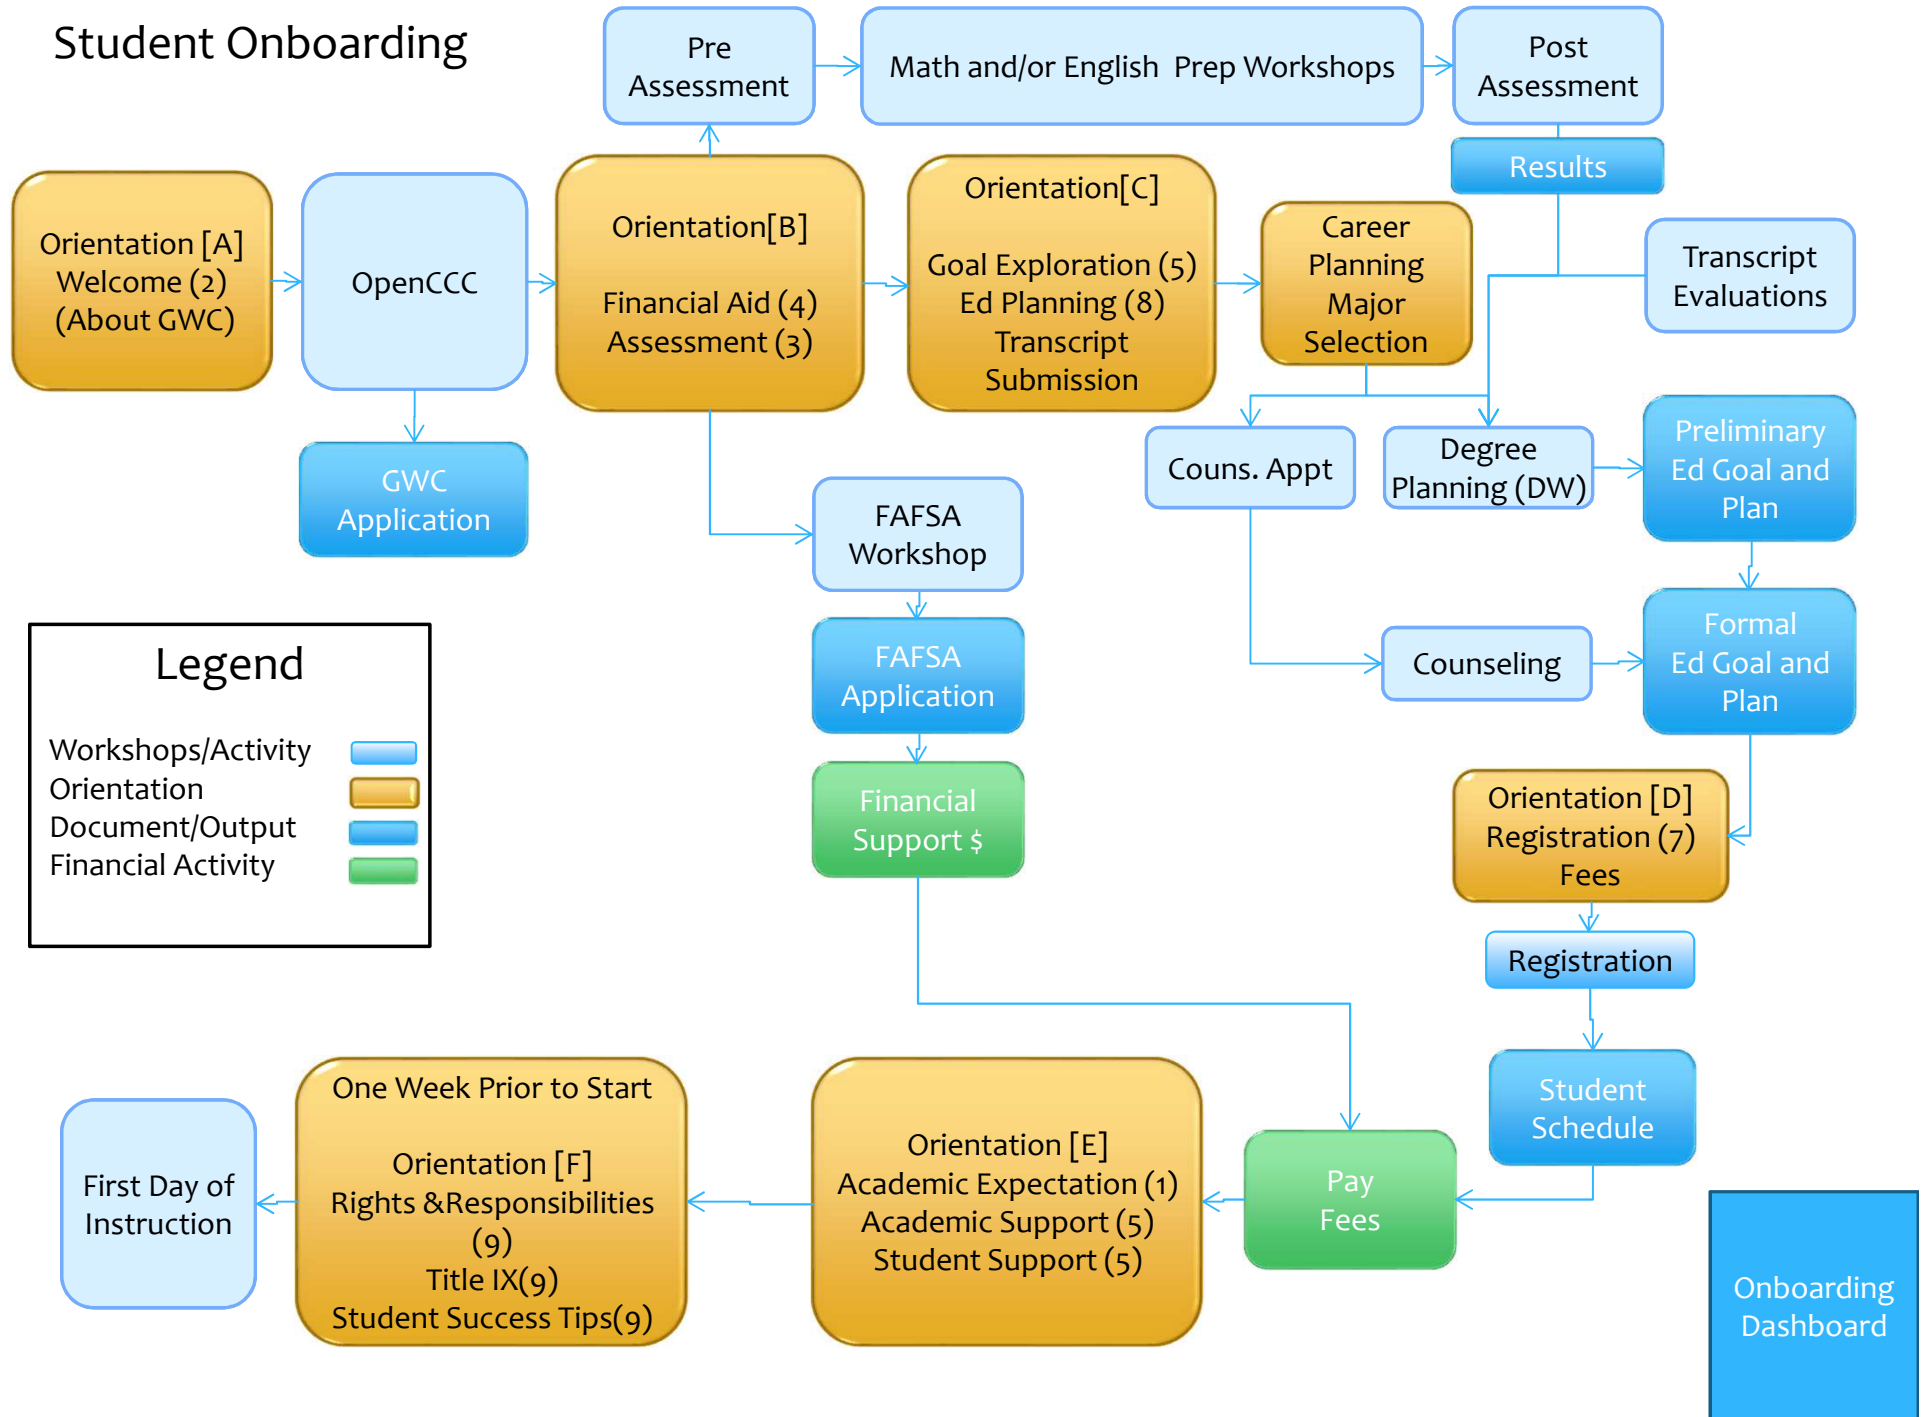 Student Onboarding
Pre
Assessment
Math and/or English  Prep Workshops
Post
Assessment
Results
Orientation [A]
Welcome (2)
(About GWC)
OpenCCC
Orientation[B]
Financial Aid (4)
Assessment (3)
Orientation[C]
Goal Exploration (5)
Ed Planning (8)
Transcript
Submission
Career
Planning
Major
Selection
Transcript
Evaluations
GWC
Application
Couns. Appt
Degree
Planning (DW)
Preliminary
Ed Goal and
Plan
FAFSA
Workshop
FAFSA
Application
Financial
Support $
Counseling
Formal
Ed Goal and
Plan
Legend
Workshops/Activity
Orientation
Document/Output
Financial Activity
Orientation [D]
Registration (7)
Fees
Registration
Student
Schedule
Pay
Fees
Orientation [E]
Academic Expectation (1)
Academic Support (5)
Student Support (5)
One Week Prior to Start
Orientation [F]
Rights &Responsibilities
(9)
Title IX(9)
Student Success Tips(9)
First Day of
Instruction
Onboarding
Dashboard